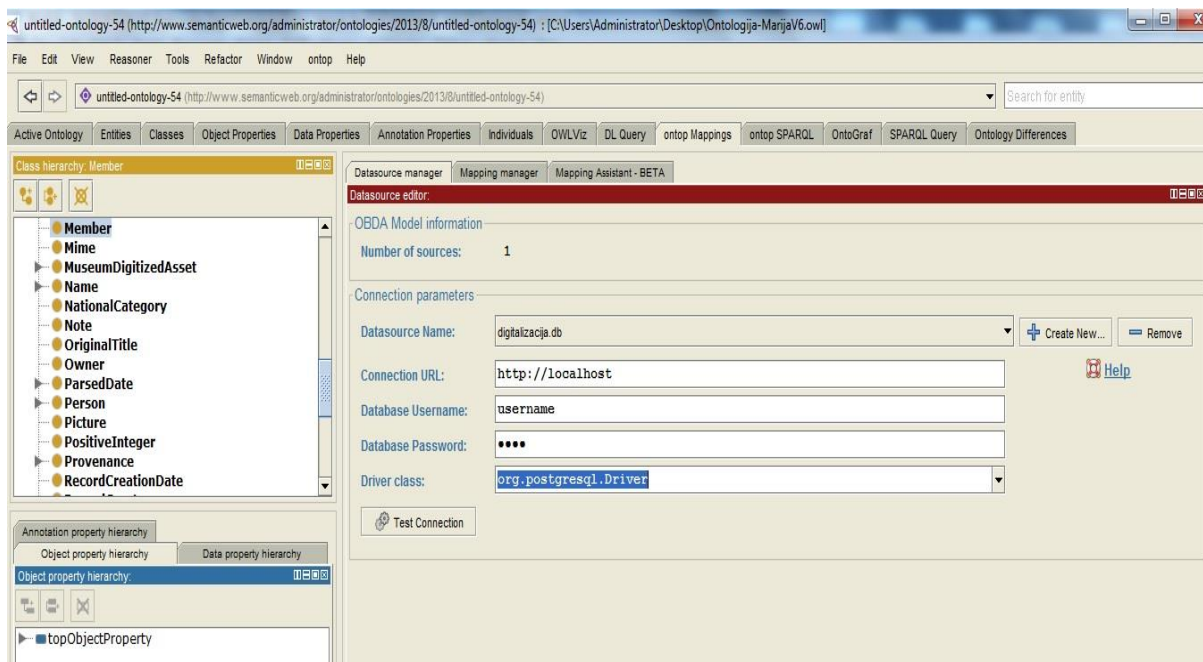 untitled-ontology-54 (http://www.semanticweb.org/administrator/ontologies/2013/8/untitled-ontology-54) : [C:\Users\Administrator\Desktop\Ontologija-MarijaV6.owl]
File Edit View Reasoner Tools Refactor Window ontop Help
untitled-ontology-54 (http://www.semanticweb.org/administrator/ontologies/2013/8/untitled-ontology-54)
Search for entity
Active Ontology Entities Classes Object Properties Data Properties Annotation Properties Individuals OWLViz DL Query ontop Mappings ontop SPARQL OntoGraf SPARQL Query Ontology Differences
Class hierarchy: Member
Member
Mime
MuseumDigitizedAsset
Name
NationalCategory
Note
OriginalTitle
Owner
ParsedDate
Person
Picture
PositiveInteger
Provenance
RecordCreationDate
Annotation property hierarchy
Object property hierarchy Data property hierarchy
Object property hierarchy:
topObjectProperty
Datasource manager Mapping manager Mapping Assistant - BETA
Datasource editor:
OBDA Model information
Number of sources: 1
Connection parameters
Datasource Name: digitalizacija.db Create New... Remove
Connection URL: http://localhost Help
Database Username: username
Database Password: ••••
Driver class: org.postgresql.Driver
Test Connection